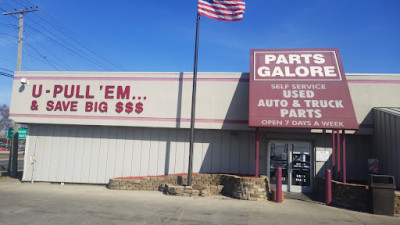 U-PULL 'EM...
& SAVE BIG $$$
PARTS
GALORE
SELF SERVICE
USED
AUTO & TRUCK
PARTS
OPEN 7 DAYS A WEEK